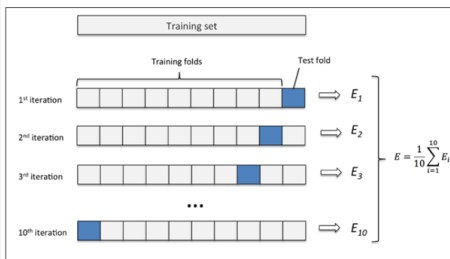 Training set
Training folds
Test fold
1st iteration
E1
2nd iteration
E2
3rd iteration
E3
...
10th iteration
E10
E = 1/10 10∑i=1 Ei